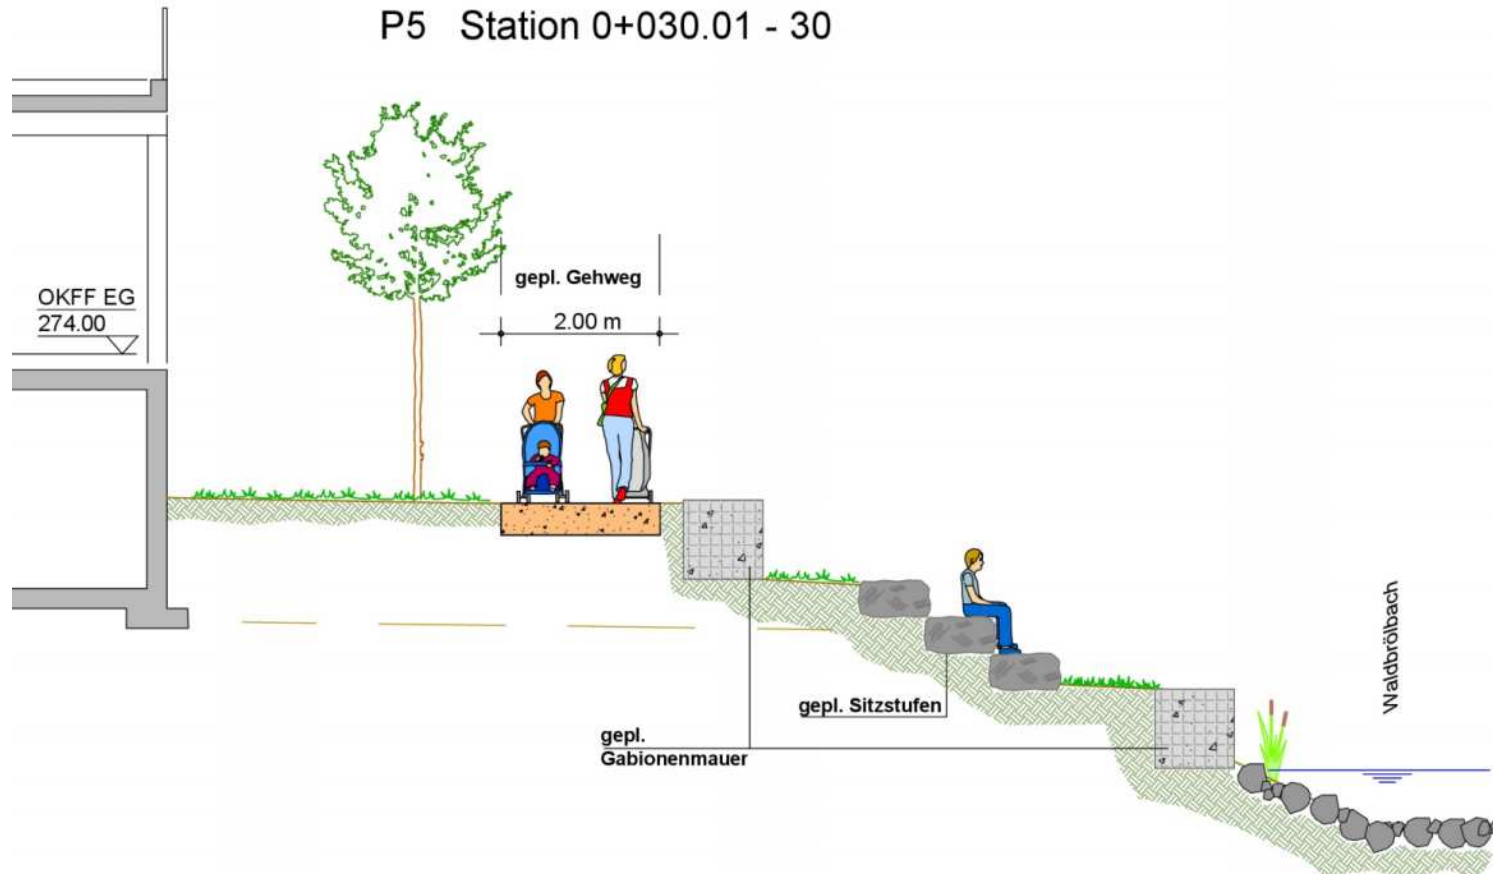 P5 Station 0+030.01 - 30
gepl. Gehweg
OKFF EG
274.00
2.00 m
Waldbrölbach
gepl. Sitzstufen
gepl.
Gabionenmauer